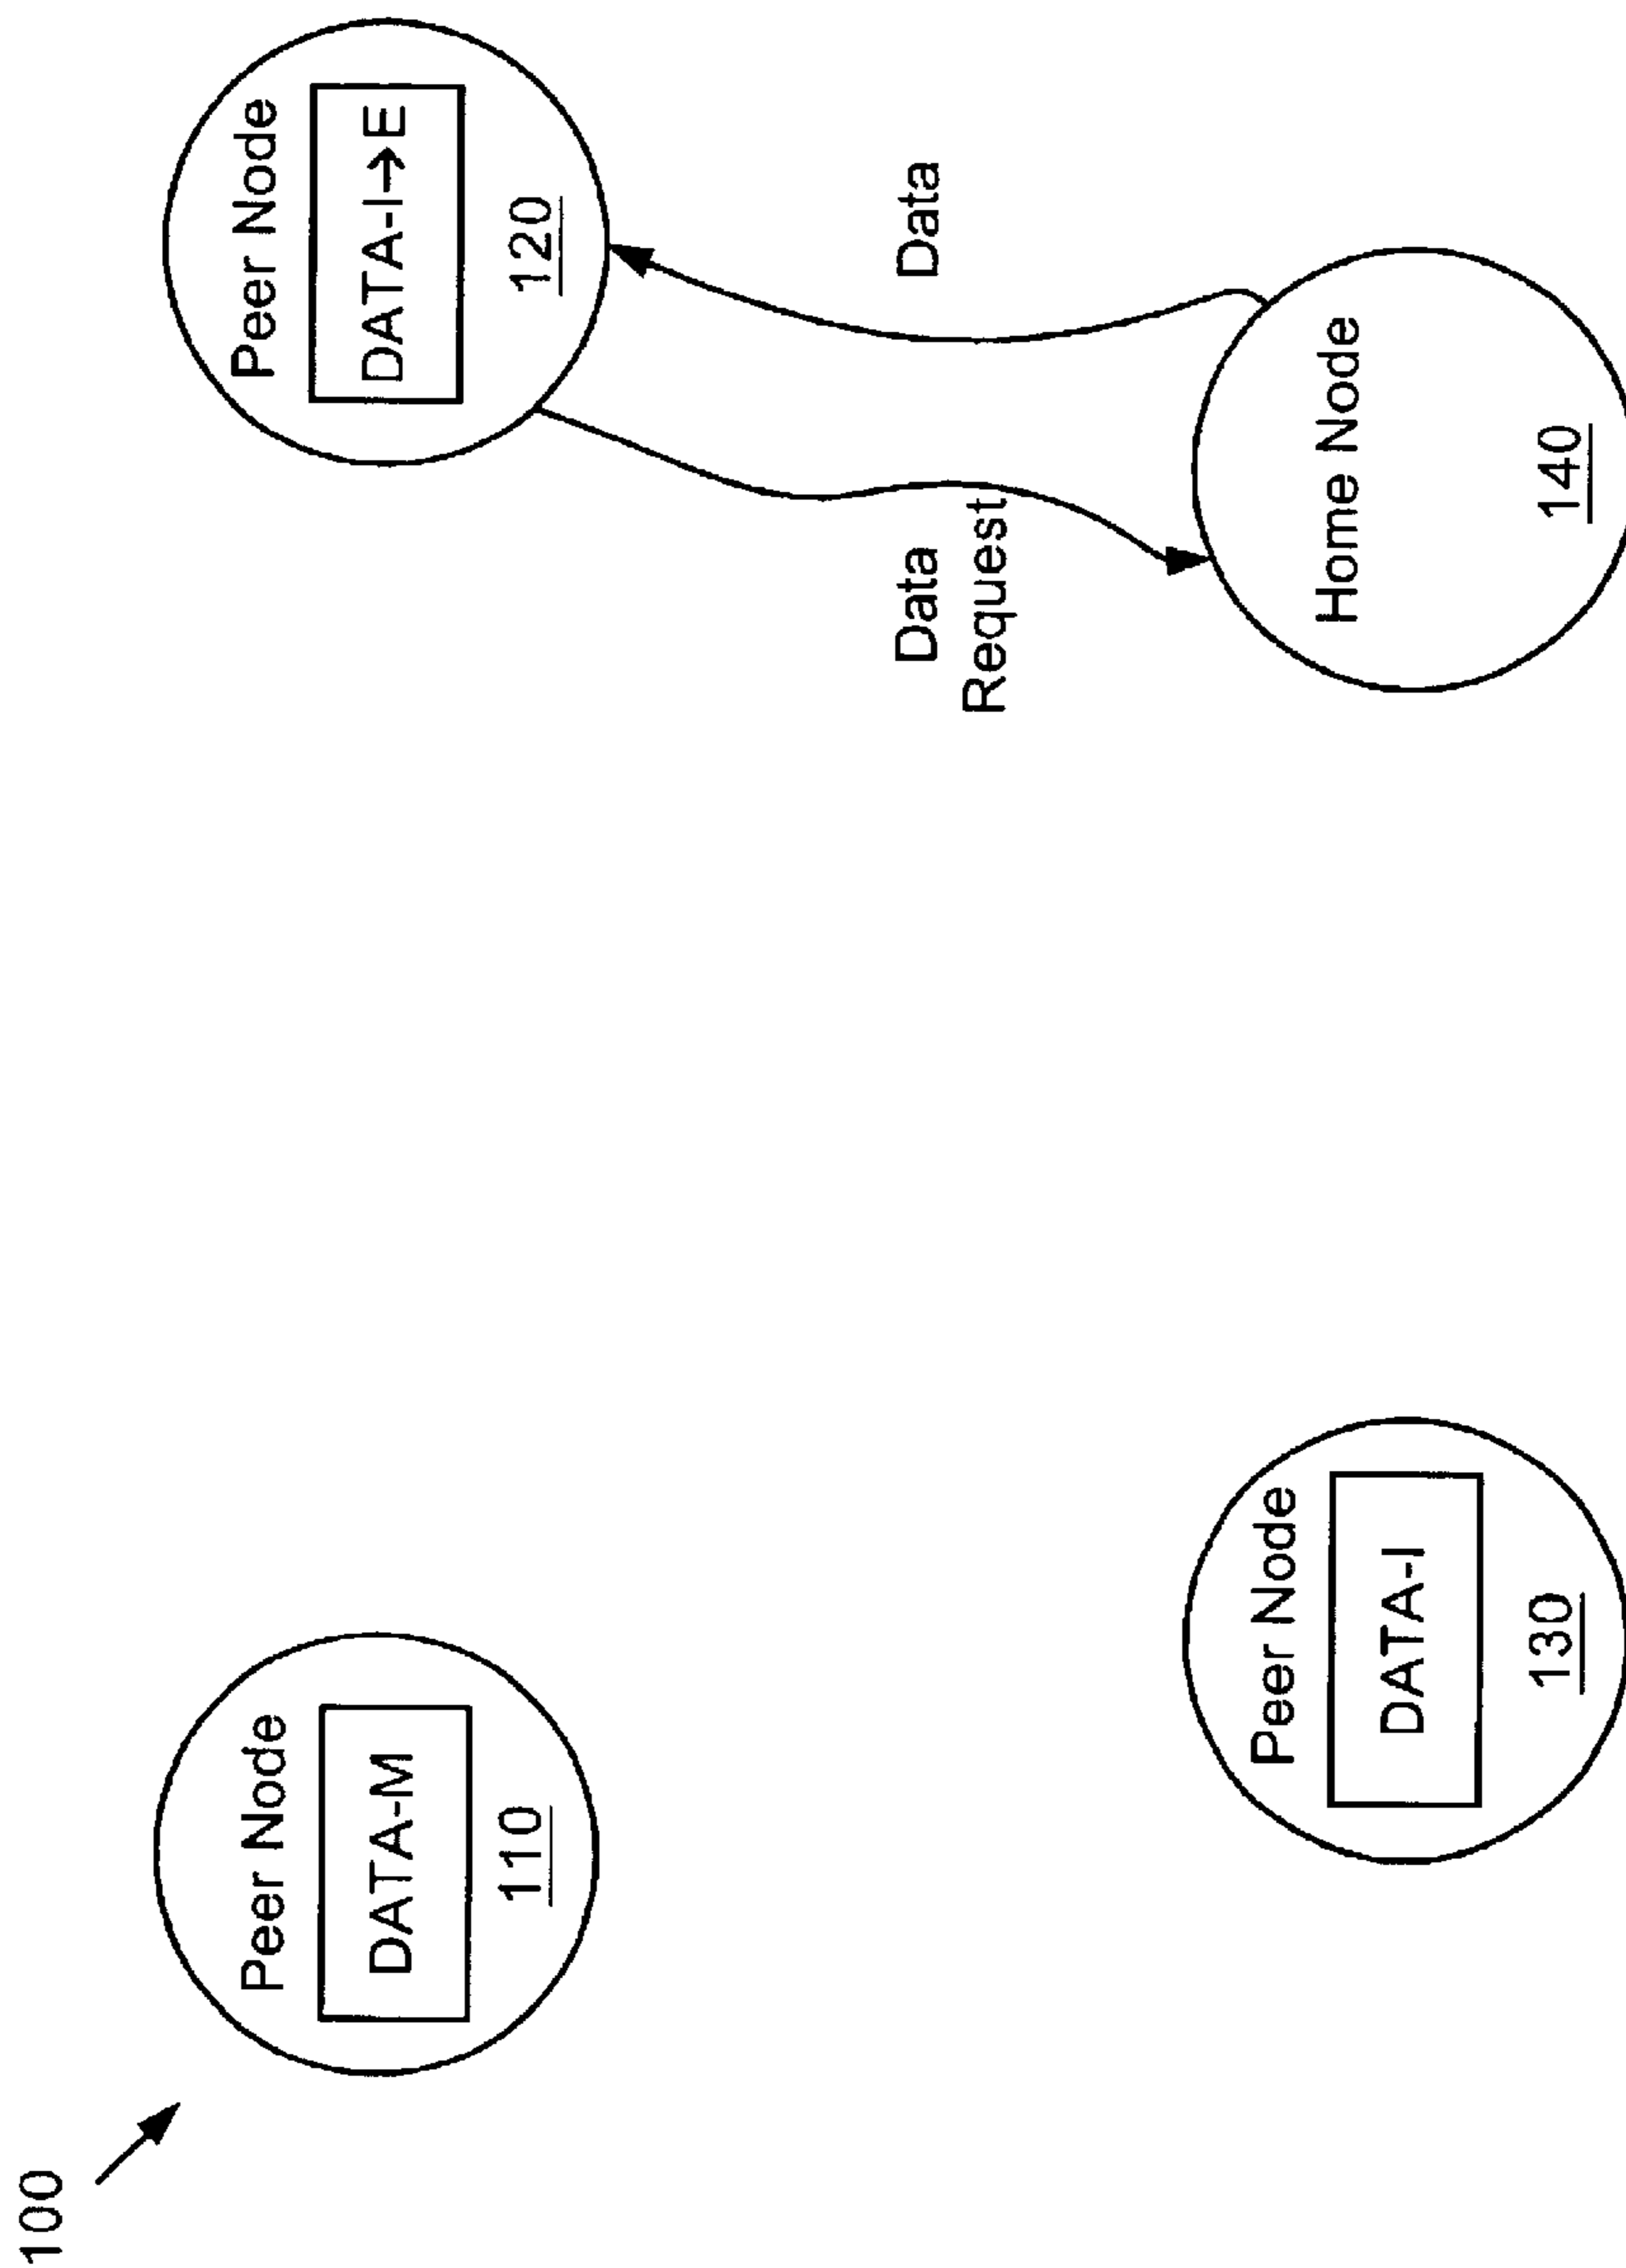 100
Peer Node
DATA-M
110
Peer Node
DATA-I→E
120
Data
Request
Data
Peer Node
DATA-I
130
Home Node
140